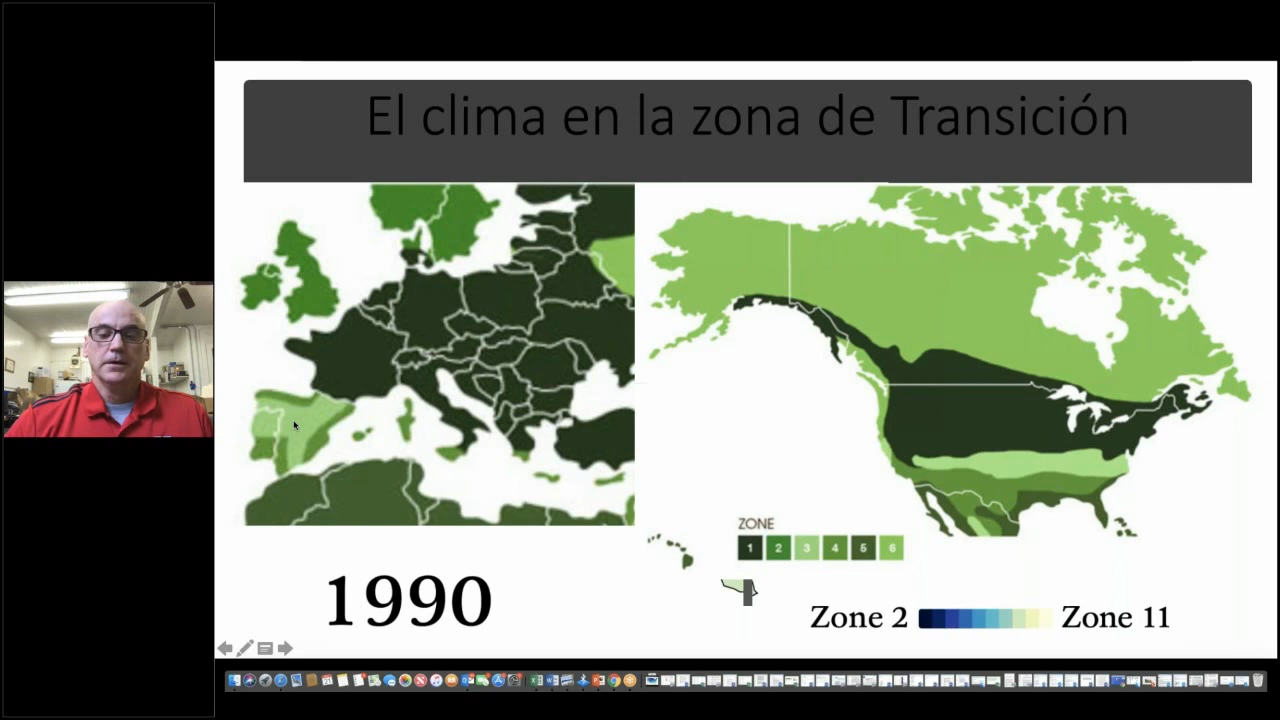 El clima en la zona de Transición
ZONE
1 2 3 4 5 6
1990
Zone 2 Zone 11